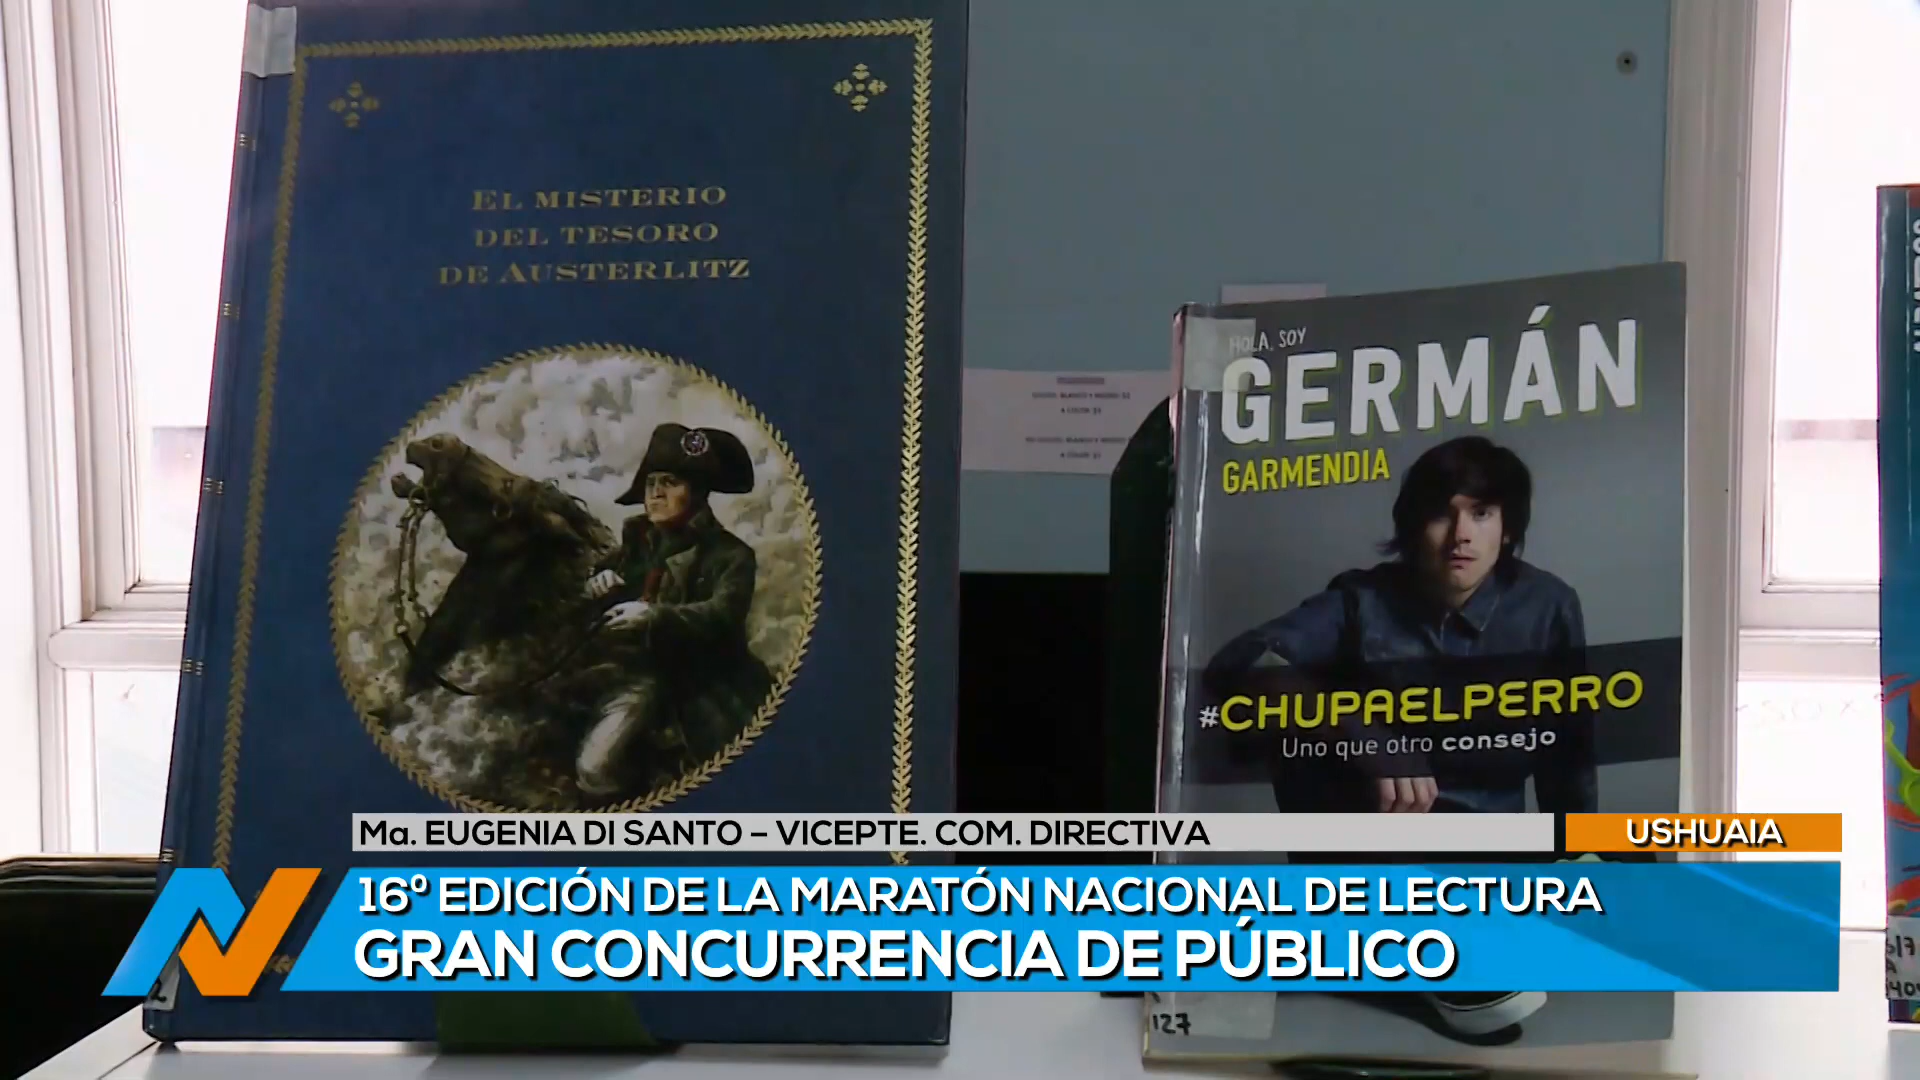 EL MISTERIO
DEL TESORO
DE AUSTERLITZ
HOLA, SOY
GERMÁN
GARMENDIA
#CHUPAELPERRO
Uno que otro consejo
127
Ma. EUGENIA DI SANTO – VICEPTE. COM. DIRECTIVA
USHUAIA
16º EDICIÓN DE LA MARATÓN NACIONAL DE LECTURA
GRAN CONCURRENCIA DE PÚBLICO